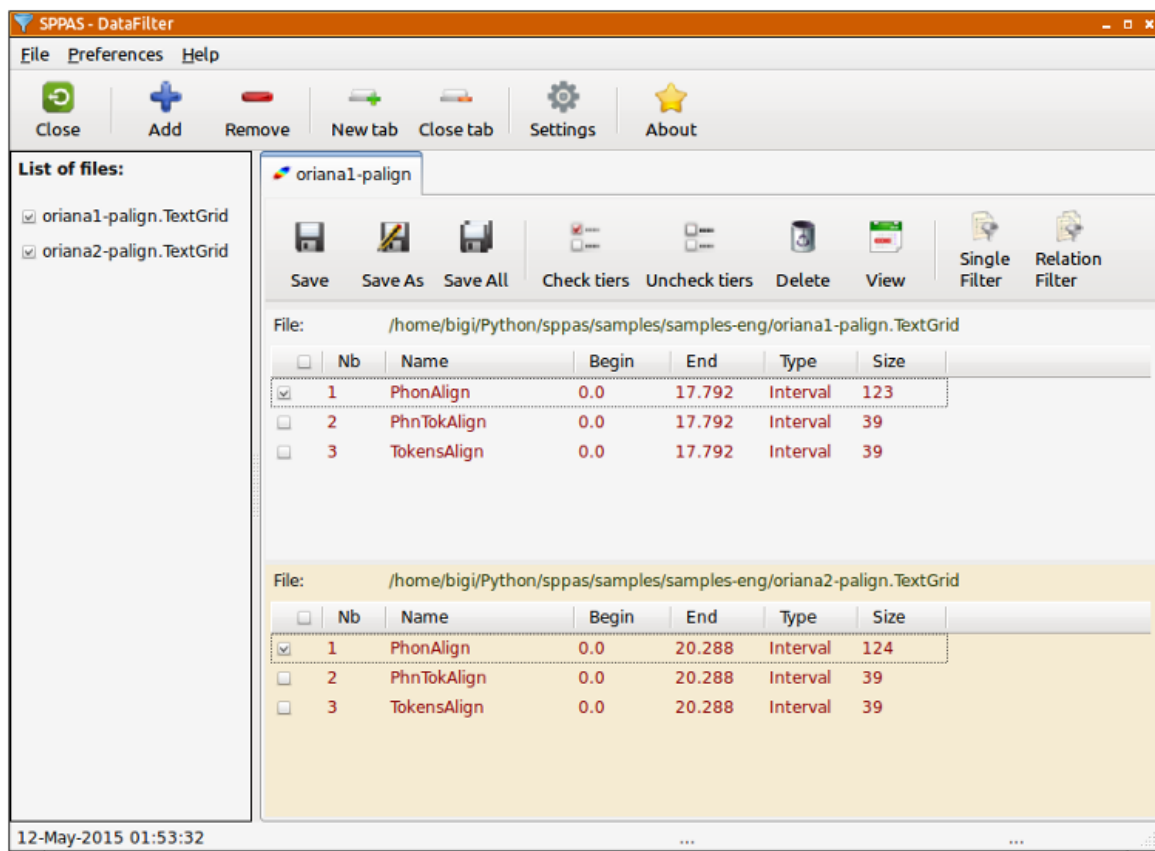 SPPAS - DataFilter
File Preferences Help
Close Add Remove New tab Close tab Settings About
List of files:
oriana1-palign.TextGrid
oriana2-palign.TextGrid
oriana1-palign
Save Save As Save All Check tiers Uncheck tiers Delete View Single Filter Relation Filter
File: /home/bigi/Python/sppas/samples/samples-eng/oriana1-palign.TextGrid
Nb Name Begin End Type Size
1 PhonAlign 0.0 17.792 Interval 123
2 PhnTokAlign 0.0 17.792 Interval 39
3 TokensAlign 0.0 17.792 Interval 39
File: /home/bigi/Python/sppas/samples/samples-eng/oriana2-palign.TextGrid
Nb Name Begin End Type Size
1 PhonAlign 0.0 20.288 Interval 124
2 PhnTokAlign 0.0 20.288 Interval 39
3 TokensAlign 0.0 20.288 Interval 39
12-May-2015 01:53:32 ... ...